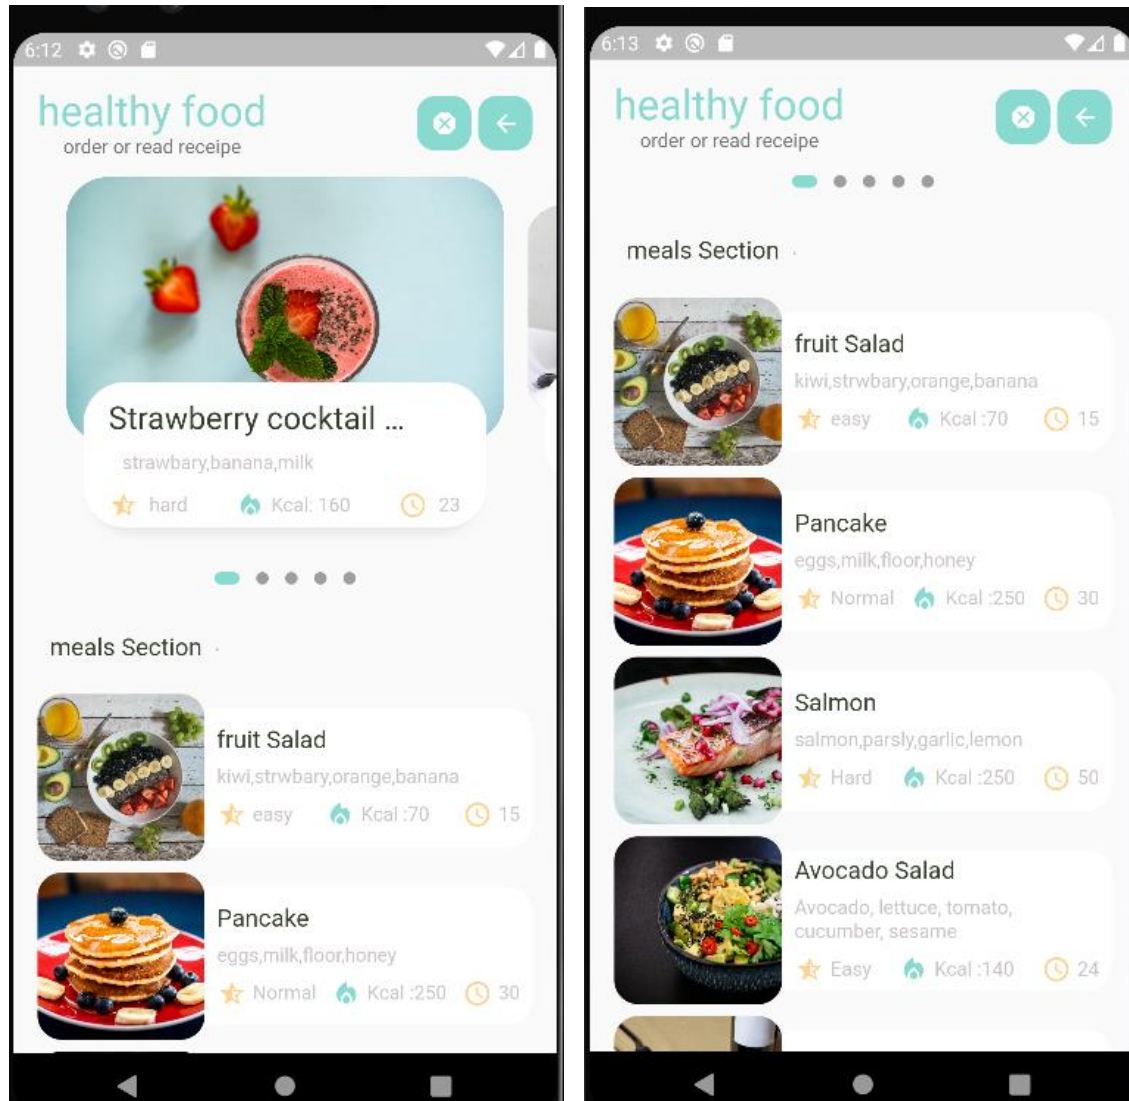 6:12
healthy food
order or read receipe
Strawberry cocktail ...
strawbary,banana,milk
hard Kcal: 160 23
meals Section
fruit Salad
kiwi,strwbary,orange,banana
easy Kcal :70 15
Pancake
eggs,milk,floor,honey
Normal Kcal :250 30
6:13
healthy food
order or read receipe
meals Section
fruit Salad
kiwi,strwbary,orange,banana
easy Kcal :70 15
Pancake
eggs,milk,floor,honey
Normal Kcal :250 30
Salmon
salmon,parsly,garlic,lemon
Hard Kcal :250 50
Avocado Salad
Avocado, lettuce, tomato,
cucumber, sesame
Easy Kcal :140 24